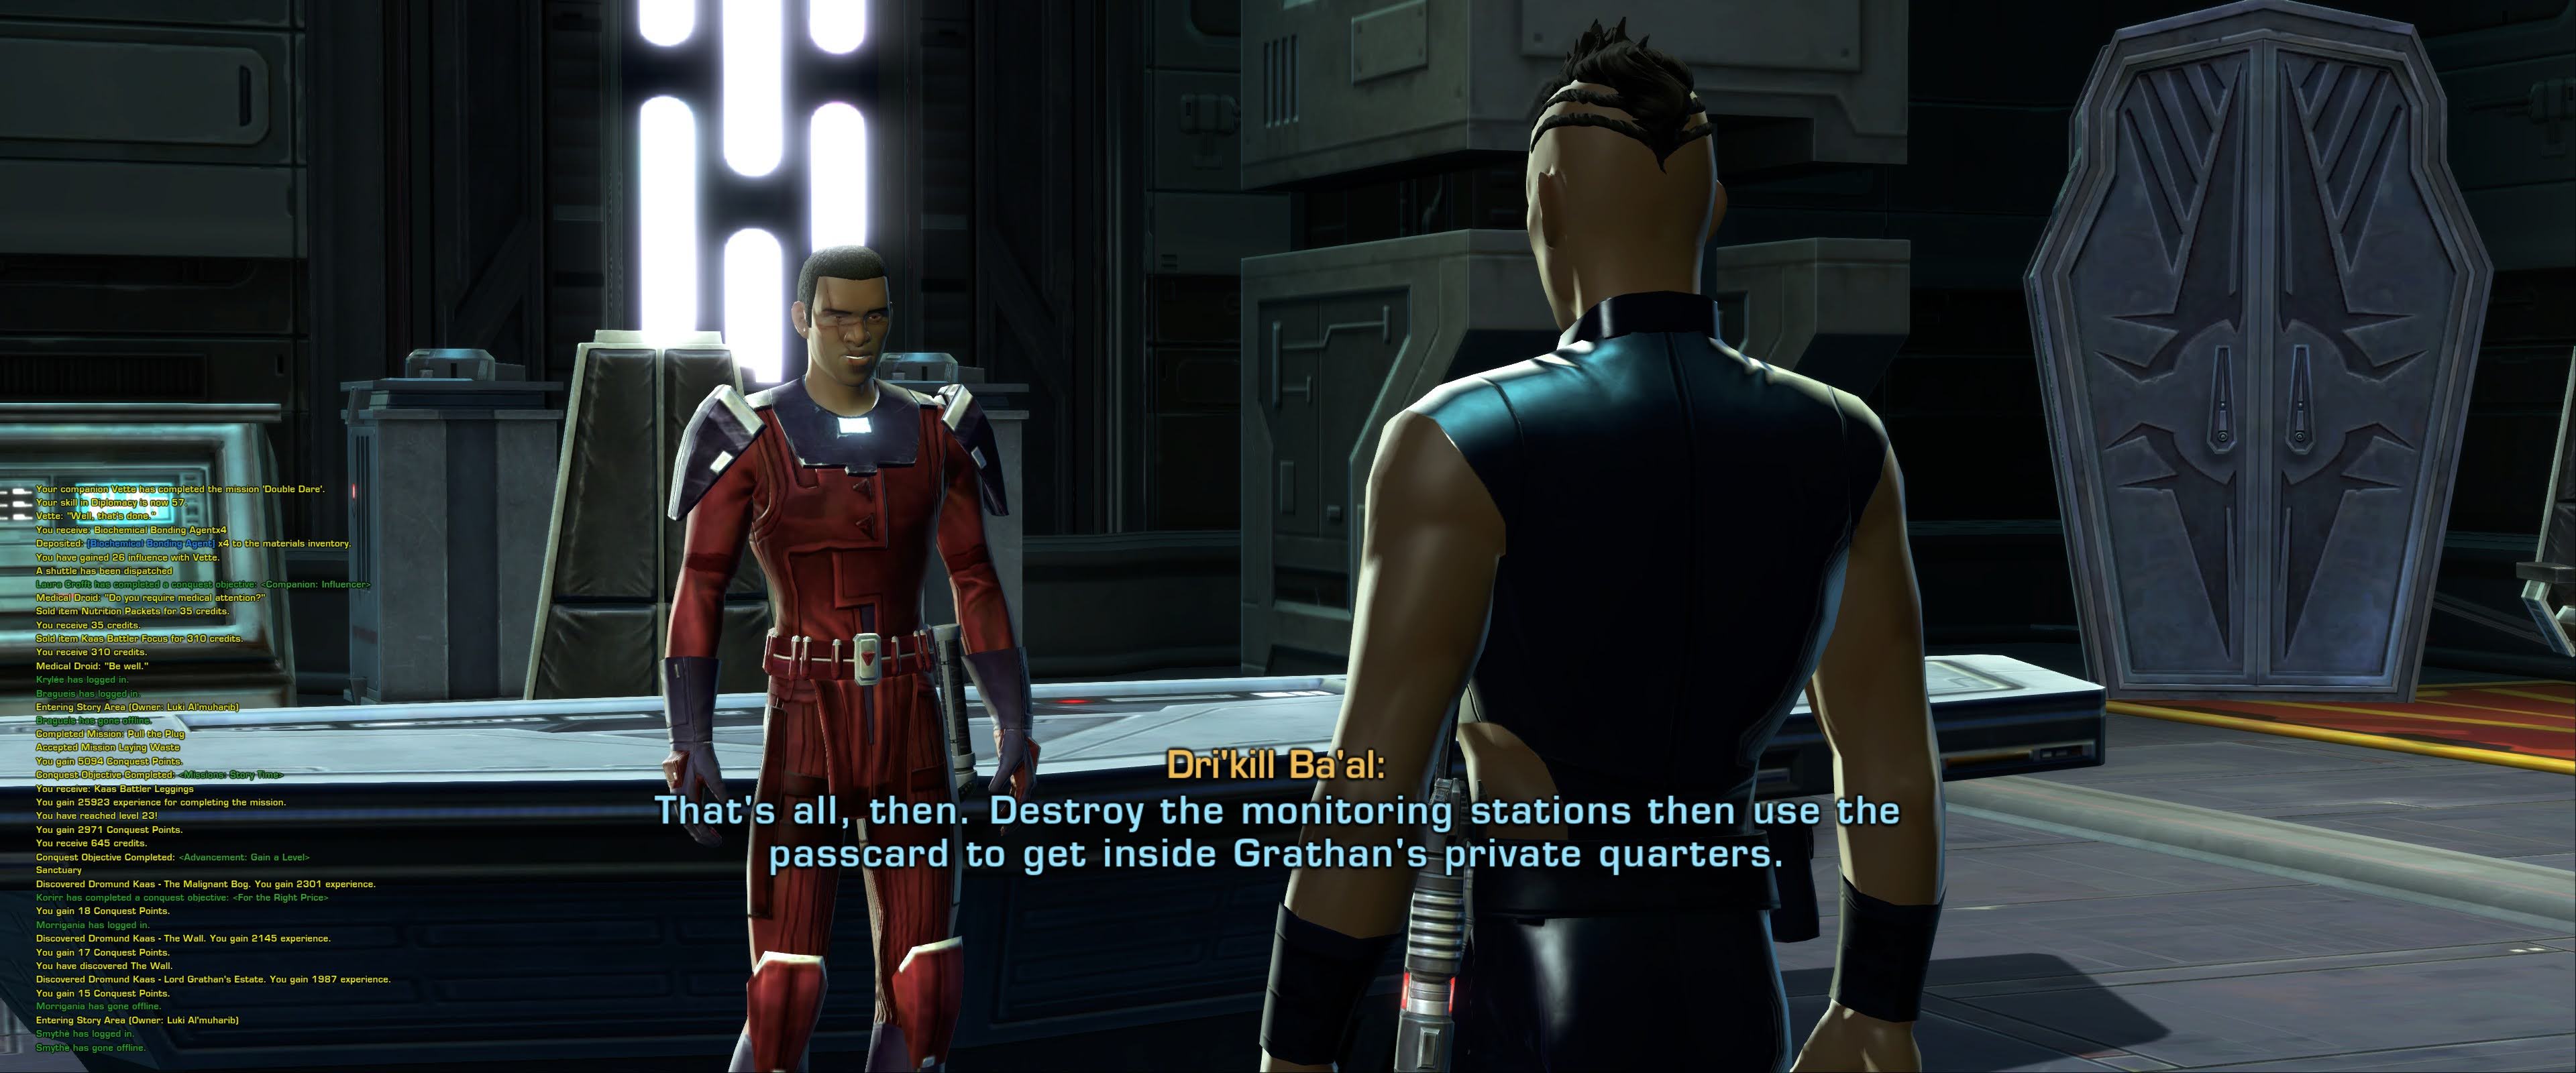 Your companion Vette has completed the mission 'Double Dare'.
Your skill in Diplomacy is now 57
Vette: "Well, that's done."
You receive: Biochemical Bonding Agentx4
Deposited: [Biochemical Bonding Agent] x4 to the materials inventory.
You have gained 26 influence with Vette.
A shuttle has been dispatched
Laura Crofft has completed a conquest objective: <Companion: Influencer>
Medical Droid: "Do you require medical attention?"
Sold item Nutrition Packets for 35 credits.
You receive 35 credits.
Sold item Kaas Battler Focus for 310 credits.
You receive 310 credits.
Medical Droid: "Be well."
Krylée has logged in.
Bragueis has logged in.
Entering Story Area (Owner: Luki Al'muharib)
Bragueis has gone offline.
Completed Mission: Pull the Plug
Accepted Mission Laying Waste
You gain 5094 Conquest Points.
Conquest Objective Completed: <Missions: Story Time>
You receive: Kaas Battler Leggings
You gain 25923 experience for completing the mission.
You have reached level 23!
You gain 2971 Conquest Points.
You receive 645 credits.
Conquest Objective Completed: <Advancement: Gain a Level>
Sanctuary
Discovered Dromund Kaas - The Malignant Bog. You gain 2301 experience.
Korirr has completed a conquest objective: <For the Right Price>
You gain 18 Conquest Points.
Morrigania has logged in.
Discovered Dromund Kaas - The Wall. You gain 2145 experience.
You gain 17 Conquest Points.
You have discovered The Wall.
Discovered Dromund Kaas - Lord Grathan's Estate. You gain 1987 experience.
You gain 15 Conquest Points.
Morrigania has gone offline.
Entering Story Area (Owner: Luki Al'muharib)
Smythè has logged in.
Smythè has gone offline.
Dri'kill Ba'al:
That's all, then. Destroy the monitoring stations then use the
passcard to get inside Grathan's private quarters.